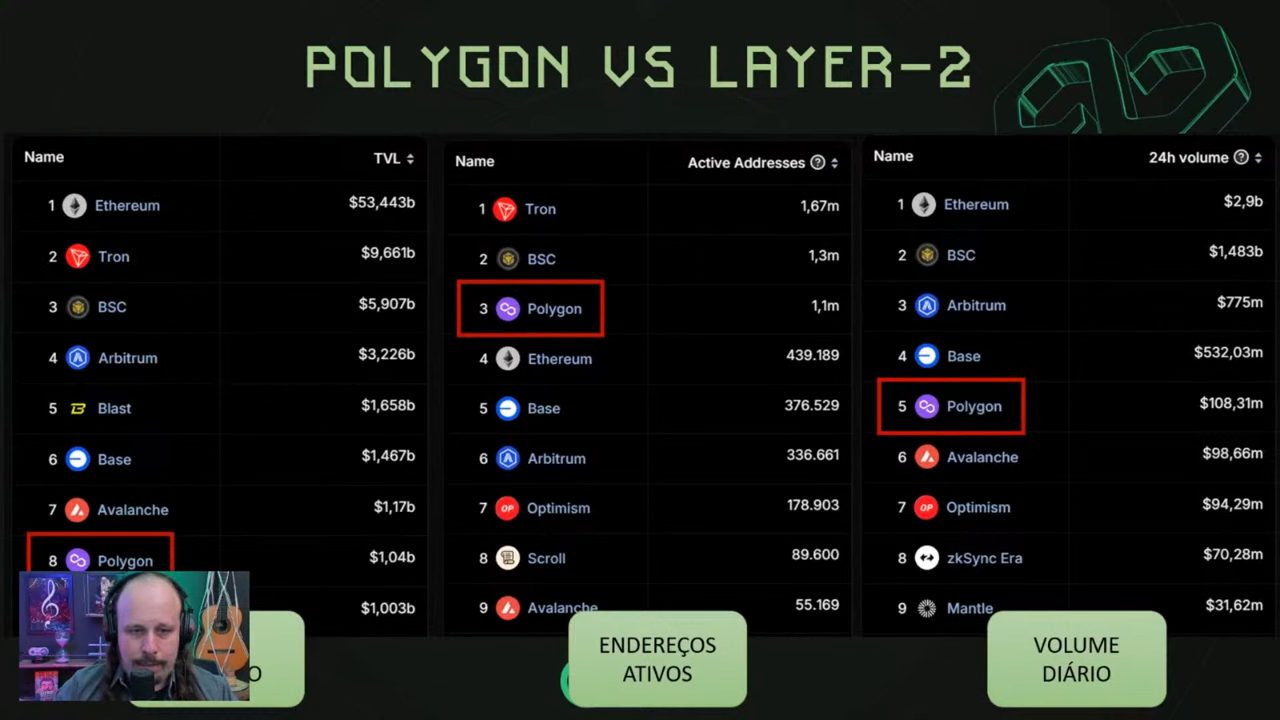 POLYGON VS LAYER-2
Name TVL
1 Ethereum $53,443b
2 Tron $9,661b
3 BSC $5,907b
4 Arbitrum $3,226b
5 Blast $1,658b
6 Base $1,467b
7 Avalanche $1,17b
8 Polygon $1,04b
$1,003b
O
Name Active Addresses ?
1 Tron 1,67m
2 BSC 1,3m
3 Polygon 1,1m
4 Ethereum 439.189
5 Base 376.529
6 Arbitrum 336.661
7 OP Optimism 178.903
8 Scroll 89.600
9 Avalanche 55.169
ENDEREÇOS
ATIVOS
Name 24h volume ?
1 Ethereum $2,9b
2 BSC $1,483b
3 Arbitrum $775m
4 Base $532,03m
5 Polygon $108,31m
6 Avalanche $98,66m
7 OP Optimism $94,29m
8 zkSync Era $70,28m
9 Mantle $31,62m
VOLUME
DIÁRIO